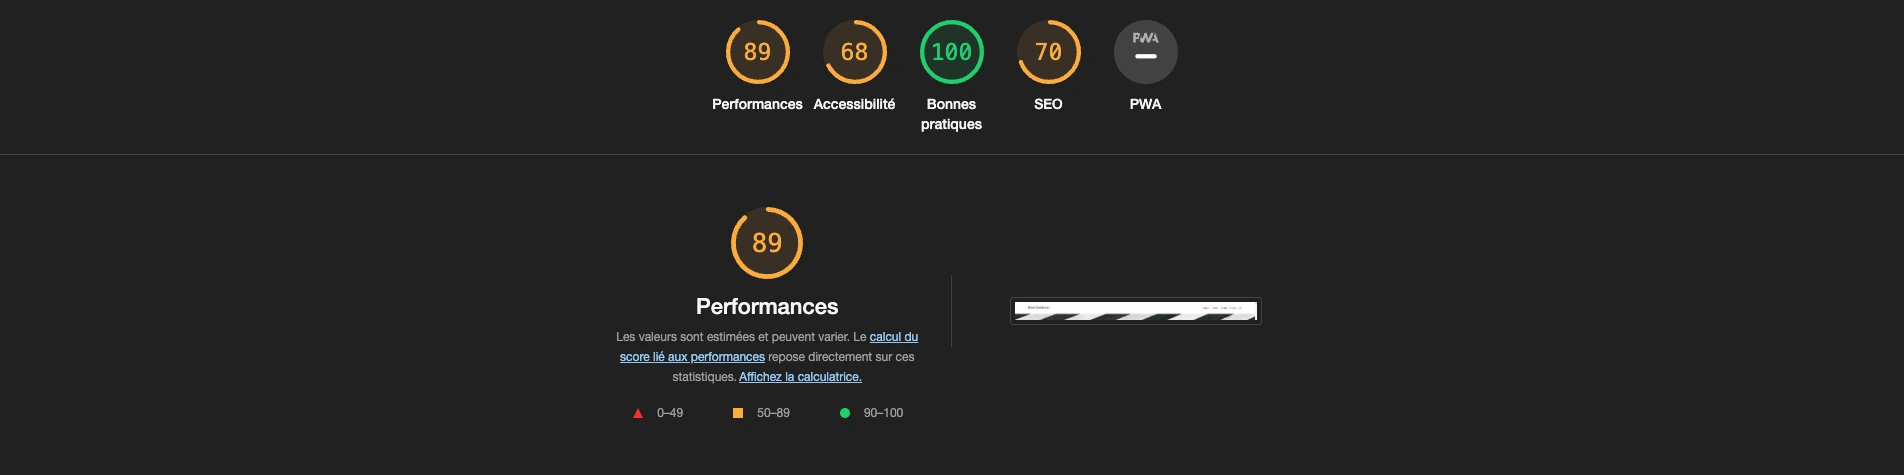 89
68
100
70
PWA
Performances
Accessibilité
Bonnes
pratiques
SEO
PWA
89
Performances
Les valeurs sont estimées et peuvent varier. Le calcul du
score lié aux performances repose directement sur ces
statistiques. Affichez la calculatrice.
0–49
50–89
90–100